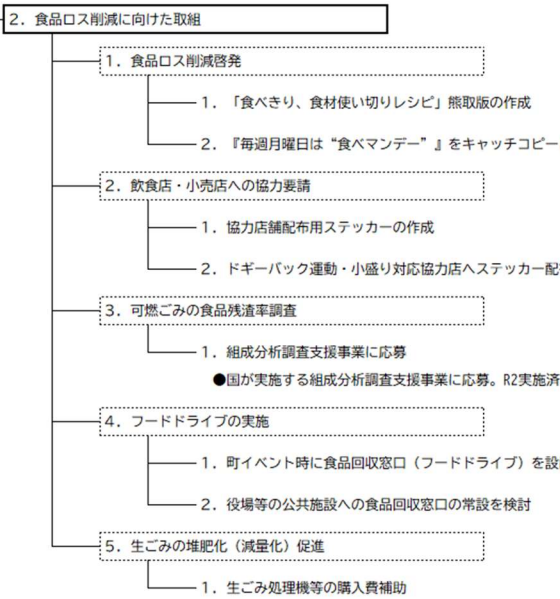 2．食品ロス削減に向けた取組
1．食品ロス削減啓発
1．「食べきり、食材使い切りレシピ」熊取版の作成
2．『毎週月曜日は“食べマンデー”』をキャッチコピー
2．飲食店・小売店への協力要請
1．協力店舗配布用ステッカーの作成
2．ドギーバック運動・小盛り対応協力店へステッカー配
3．可燃ごみの食品残渣率調査
1．組成分析調査支援事業に応募
●国が実施する組成分析調査支援事業に応募。R2実施済
4．フードドライブの実施
1．町イベント時に食品回収窓口（フードドライブ）を設
2．役場等の公共施設への食品回収窓口の常設を検討
5．生ごみの堆肥化（減量化）促進
1．生ごみ処理機等の購入費補助